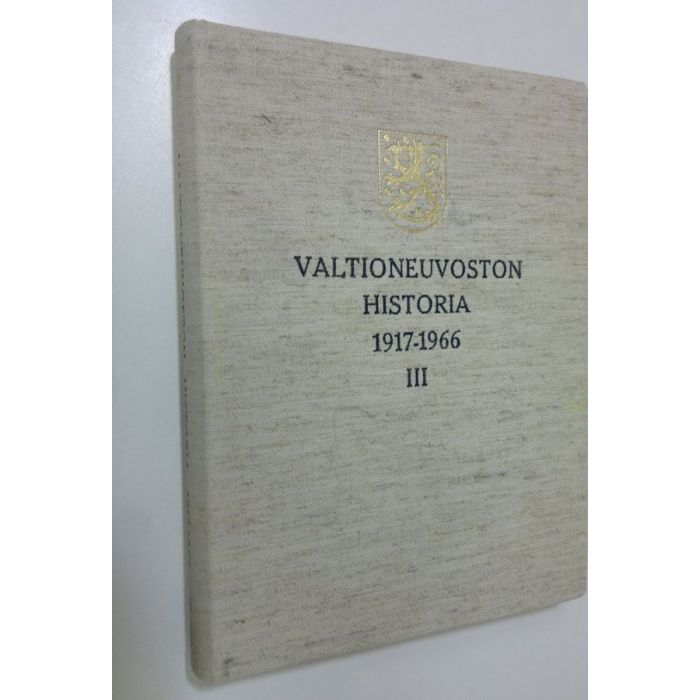 VALTIONEUVOSTON
HISTORIA
1917-1966
III